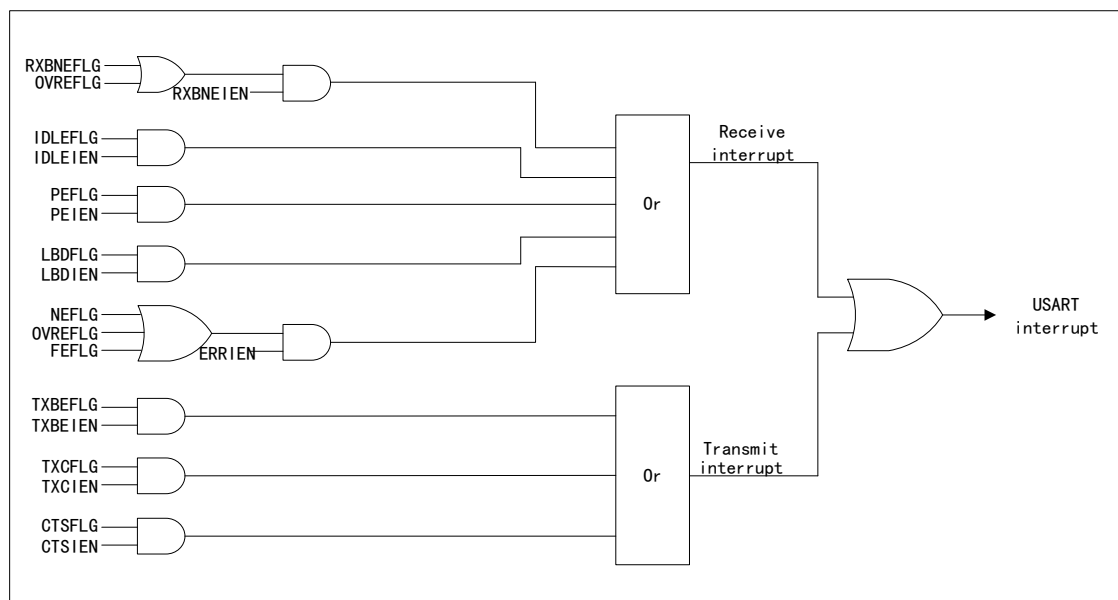 RXBNEFLG
OVREFLG
RXBNEIEN
IDLEFLG
IDLEIEN
PEFLG
PEIEN
LBDFLG
LBDIEN
NEFLG
OVREFLG
FEFLG
ERRIEN
Or
Receive
interrupt
TXBEFLG
TXBEIEN
TXCFLG
TXCIEN
CTSFLG
CTSIEN
Or
Transmit
interrupt
USART
interrupt